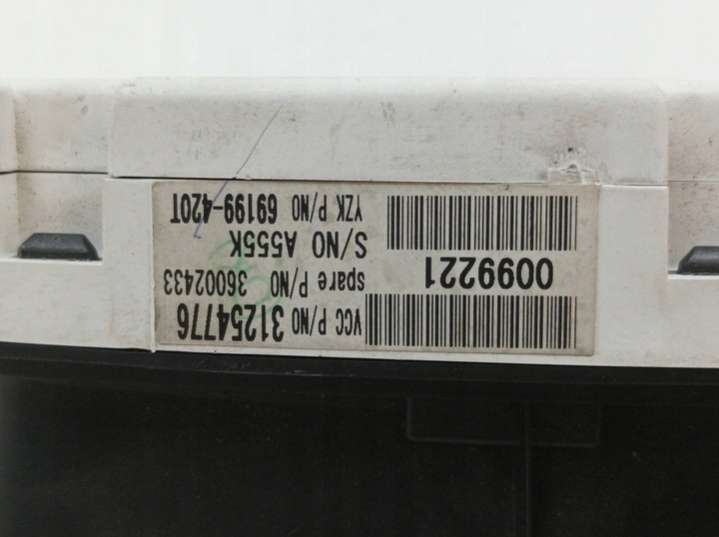 VCC P/NO 31254776
spare P/NO 36002433
0099221
S/NO A555K
YZK P/NO 69199-420T